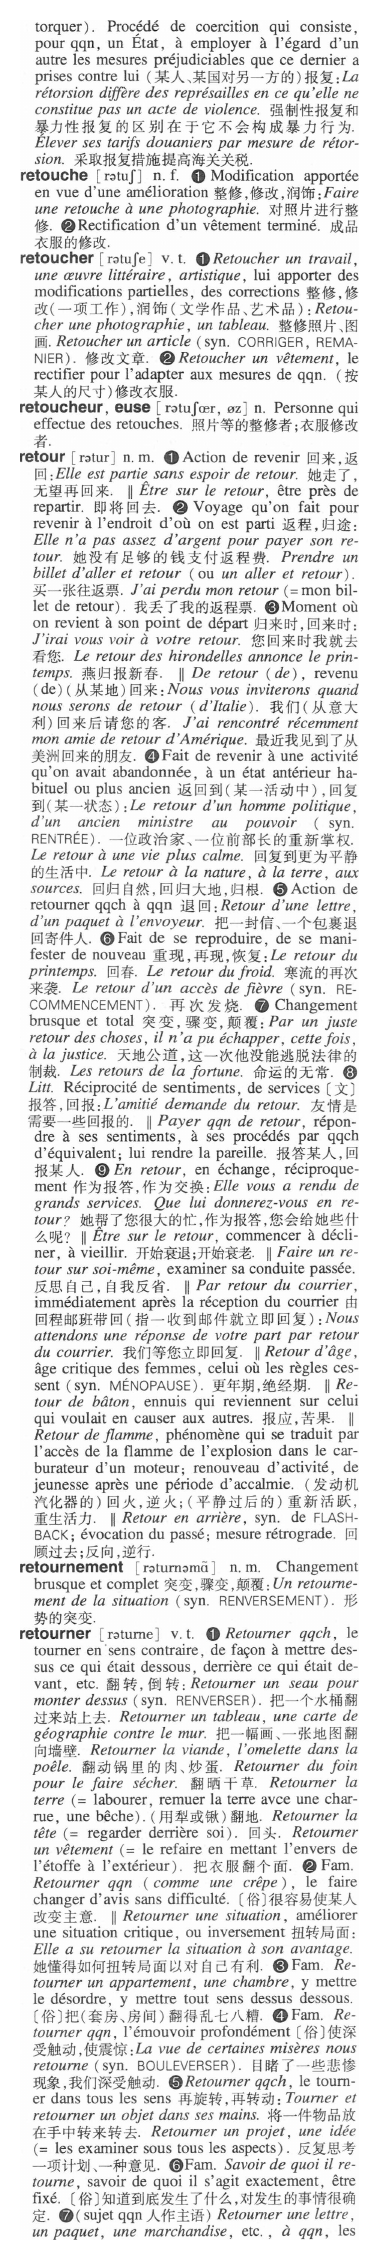 torquer). Procédé de coercition qui consiste,
pour qqn, un État, à employer à l'égard d'un
autre les mesures préjudiciables que ce dernier a
prises contre lui (某人、某国对另一方的)报复:La
rétorsion diffère des représailles en ce qu'elle ne
constitue pas un acte de violence. 强制性报复和
暴力性报复的区别在于它不会构成暴力行为.
Élever ses tarifs douaniers par mesure de rétor-
sion. 采取报复措施提高海关关税.
retouche [rətuʃ] n. f. ❶ Modification apportée
en vue d'une amélioration 整修,修改,润饰:Faire
une retouche à une photographie. 对照片进行整
修. ❷Rectification d'un vêtement terminé. 成品
衣服的修改.
retoucher [rətuʃe] v. t. ❶Retoucher un travail,
une œuvre littéraire, artistique, lui apporter des
modifications partielles, des corrections 整修,修
改(一项工作),润饰(文学作品、艺术品):Retou-
cher une photographie, un tableau. 整修照片、图
画. Retoucher un article (syn. CORRIGER, REMA-
NIER). 修改文章. ❷ Retoucher un vêtement, le
rectifier pour l'adapter aux mesures de qqn. (按
某人的尺寸)修改衣服.
retoucheur, euse [rətuʃœr, øz] n. Personne qui
effectue des retouches. 照片等的整修者;衣服修改
者.
retour [rətur] n. m. ❶ Action de revenir 回来,返
回:Elle est partie sans espoir de retour. 她走了,
无望再回来. ‖ Être sur le retour, être près de
repartir. 即将回去. ❷ Voyage qu'on fait pour
revenir à l'endroit d'où on est parti 返程,归途:
Elle n'a pas assez d'argent pour payer son re-
tour. 她没有足够的钱支付返程费. Prendre un
billet d'aller et retour (ou un aller et retour).
买一张往返票. J'ai perdu mon retour (= mon bil-
let de retour). 我丢了我的返程票. ❸Moment où
on revient à son point de départ 归来时,回来时:
J'irai vous voir à votre retour. 您回来时我就去
看您. Le retour des hirondelles annonce le prin-
temps. 燕归报新春. ‖ De retour (de), revenu
(de)(从某地)回来:Nous vous inviterons quand
nous serons de retour (d'Italie). 我们(从意大
利)回来后请您的客. J'ai rencontré récemment
mon amie de retour d'Amérique. 最近我见到了从
美洲回来的朋友. ❹Fait de revenir à une activité
qu'on avait abandonnée, à un état antérieur ha-
bituel ou plus ancien 返回到(某一活动中),回复
到(某一状态):Le retour d'un homme politique,
d'un ancien ministre au pouvoir (syn.
RENTRÉE). 一位政治家、一位前部长的重新掌权.
Le retour à une vie plus calme. 回复到更为平静
的生活中. Le retour à la nature, à la terre, aux
sources. 回归自然,回归大地,归根. ❺Action de
retourner qqch à qqn 退回:Retour d'une lettre,
d'un paquet à l'envoyeur. 把一封信、一个包裹退
回寄件人. ❻ Fait de se reproduire, de se mani-
fester de nouveau 重现,再现,恢复:Le retour du
printemps. 回春. Le retour du froid. 寒流的再次
来袭. Le retour d'un accès de fièvre (syn. RE-
COMMENCEMENT). 再次发烧. ❼ Changement
brusque et total 突变,骤变,颠覆:Par un juste
retour des choses, il n'a pu échapper, cette fois,
à la justice. 天地公道,这一次他没能逃脱法律的
制裁. Les retours de la fortune. 命运的无常. ❽
Litt. Réciprocité de sentiments, de services [文]
报答,回报:L'amitié demande du retour. 友情是
需要一些回报的. ‖ Payer qqn de retour, répon-
dre à ses sentiments, à ses procédés par qqch
d'équivalent; lui rendre la pareille. 报答某人,回
报某人. ❾ En retour, en échange, réciproque-
ment 作为报答,作为交换:Elle vous a rendu de
grands services. Que lui donnerez-vous en re-
tour? 她帮了您很大的忙,作为报答,您会给她些什
么呢? ‖ Être sur le retour, commencer à décli-
ner, à vieillir. 开始衰退;开始衰老. ‖ Faire un re-
tour sur soi-même, examiner sa conduite passée.
反思自己,自我反省. ‖ Par retour du courrier,
immédiatement après la réception du courrier 由
回程邮班带回(指一收到邮件就立即回复):Nous
attendons une réponse de votre part par retour
du courrier. 我们等您立即回复. ‖ Retour d'âge,
âge critique des femmes, celui où les règles ces-
sent (syn. MÉNOPAUSE). 更年期,绝经期. ‖ Re-
tour de bâton, ennuis qui reviennent sur celui
qui voulait en causer aux autres. 报应,苦果. ‖
Retour de flamme, phénomène qui se traduit par
l'accès de la flamme de l'explosion dans le car-
burateur d'un moteur; renouveau d'activité, de
jeunesse après une période d'accalmie. (发动机
汽化器的)回火,逆火;(平静过后的)重新活跃,
重生活力. ‖ Retour en arrière, syn. de FLASH-
BACK; évocation du passé; mesure rétrograde. 回
顾过去;反向,逆行.
retournement [rəturnəmɑ̃] n. m. Changement
brusque et complet 突变,骤变,颠覆:Un retourne-
ment de la situation (syn. RENVERSEMENT). 形
势的突变.
retourner [rəturne] v. t. ❶ Retourner qqch, le
tourner en sens contraire, de façon à mettre des-
sus ce qui était dessous, derrière ce qui était de-
vant, etc. 翻转,倒转:Retourner un seau pour
monter dessus (syn. RENVERSER). 把一个水桶翻
过来站上去. Retourner un tableau, une carte de
géographie contre le mur. 把一幅画、一张地图翻
向墙壁. Retourner la viande, l'omelette dans la
poêle. 翻动锅里的肉、炒蛋. Retourner du foin
pour le faire sécher. 翻晒干草. Retourner la
terre (= labourer, remuer la terre avce une char-
rue, une bêche). (用犁或锹)翻地. Retourner la
tête (= regarder derrière soi). 回头. Retourner
un vêtement (= le refaire en mettant l'envers de
l'étoffe à l'extérieur). 把衣服翻个面. ❷ Fam.
Retourner qqn (comme une crêpe), le faire
changer d'avis sans difficulté. [俗]很容易使某人
改变主意. ‖ Retourner une situation, améliorer
une situation critique, ou inversement 扭转局面:
Elle a su retourner la situation à son avantage.
她懂得如何扭转局面以对自己有利. ❸ Fam. Re-
tourner un appartement, une chambre, y mettre
le désordre, y mettre tout sens dessus dessous.
[俗]把(套房、房间)翻得乱七八糟. ❹ Fam. Re-
tourner qqn, l'émouvoir profondément [俗]使深
受触动,使震惊:La vue de certaines misères nous
retourne (syn. BOULEVERSER). 目睹了一些悲惨
现象,我们深受触动. ❺Retourner qqch, le tourn-
er dans tous les sens 再旋转,再转动:Tourner et
retourner un objet dans ses mains. 将一件物品放
在手中转来转去. Retourner un projet, une idée
(= les examiner sous tous les aspects). 反复思考
一项计划、一种意见. ❻Fam. Savoir de quoi il re-
tourne, savoir de quoi il s'agit exactement, être
fixé. [俗]知道到底发生了什么,对发生的事情很确
定. ❼(sujet qqn 人作主语) Retourner une lettre,
un paquet, une marchandise, etc., à qqn, les